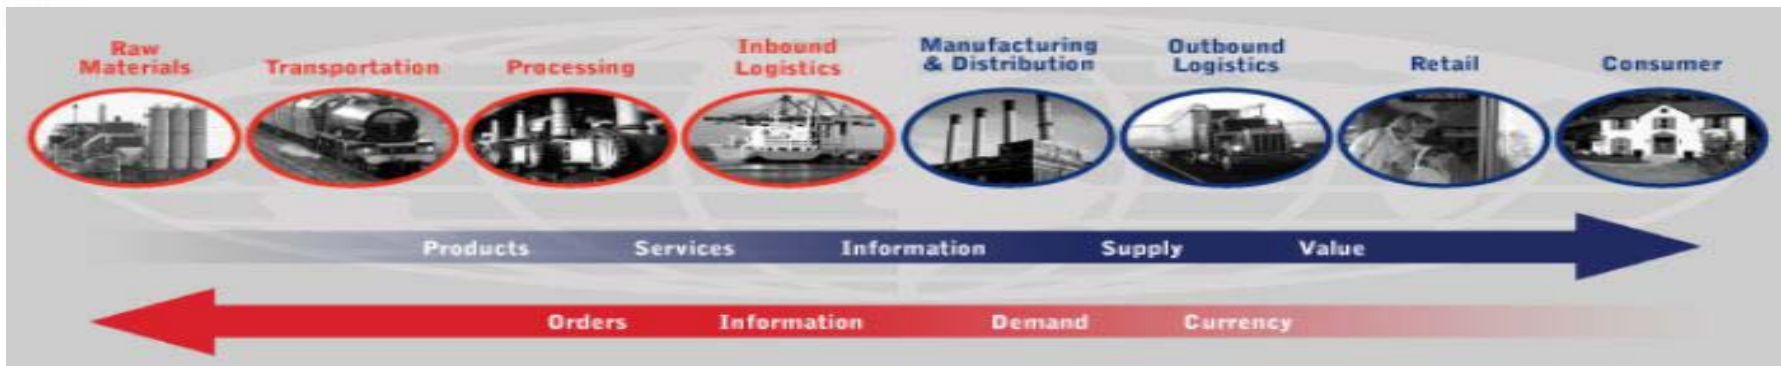 Raw
Materials
Transportation
Processing
Inbound
Logistics
Manufacturing
& Distribution
Outbound
Logistics
Retail
Consumer
Products Services Information Supply Value
Orders Information Demand Currency